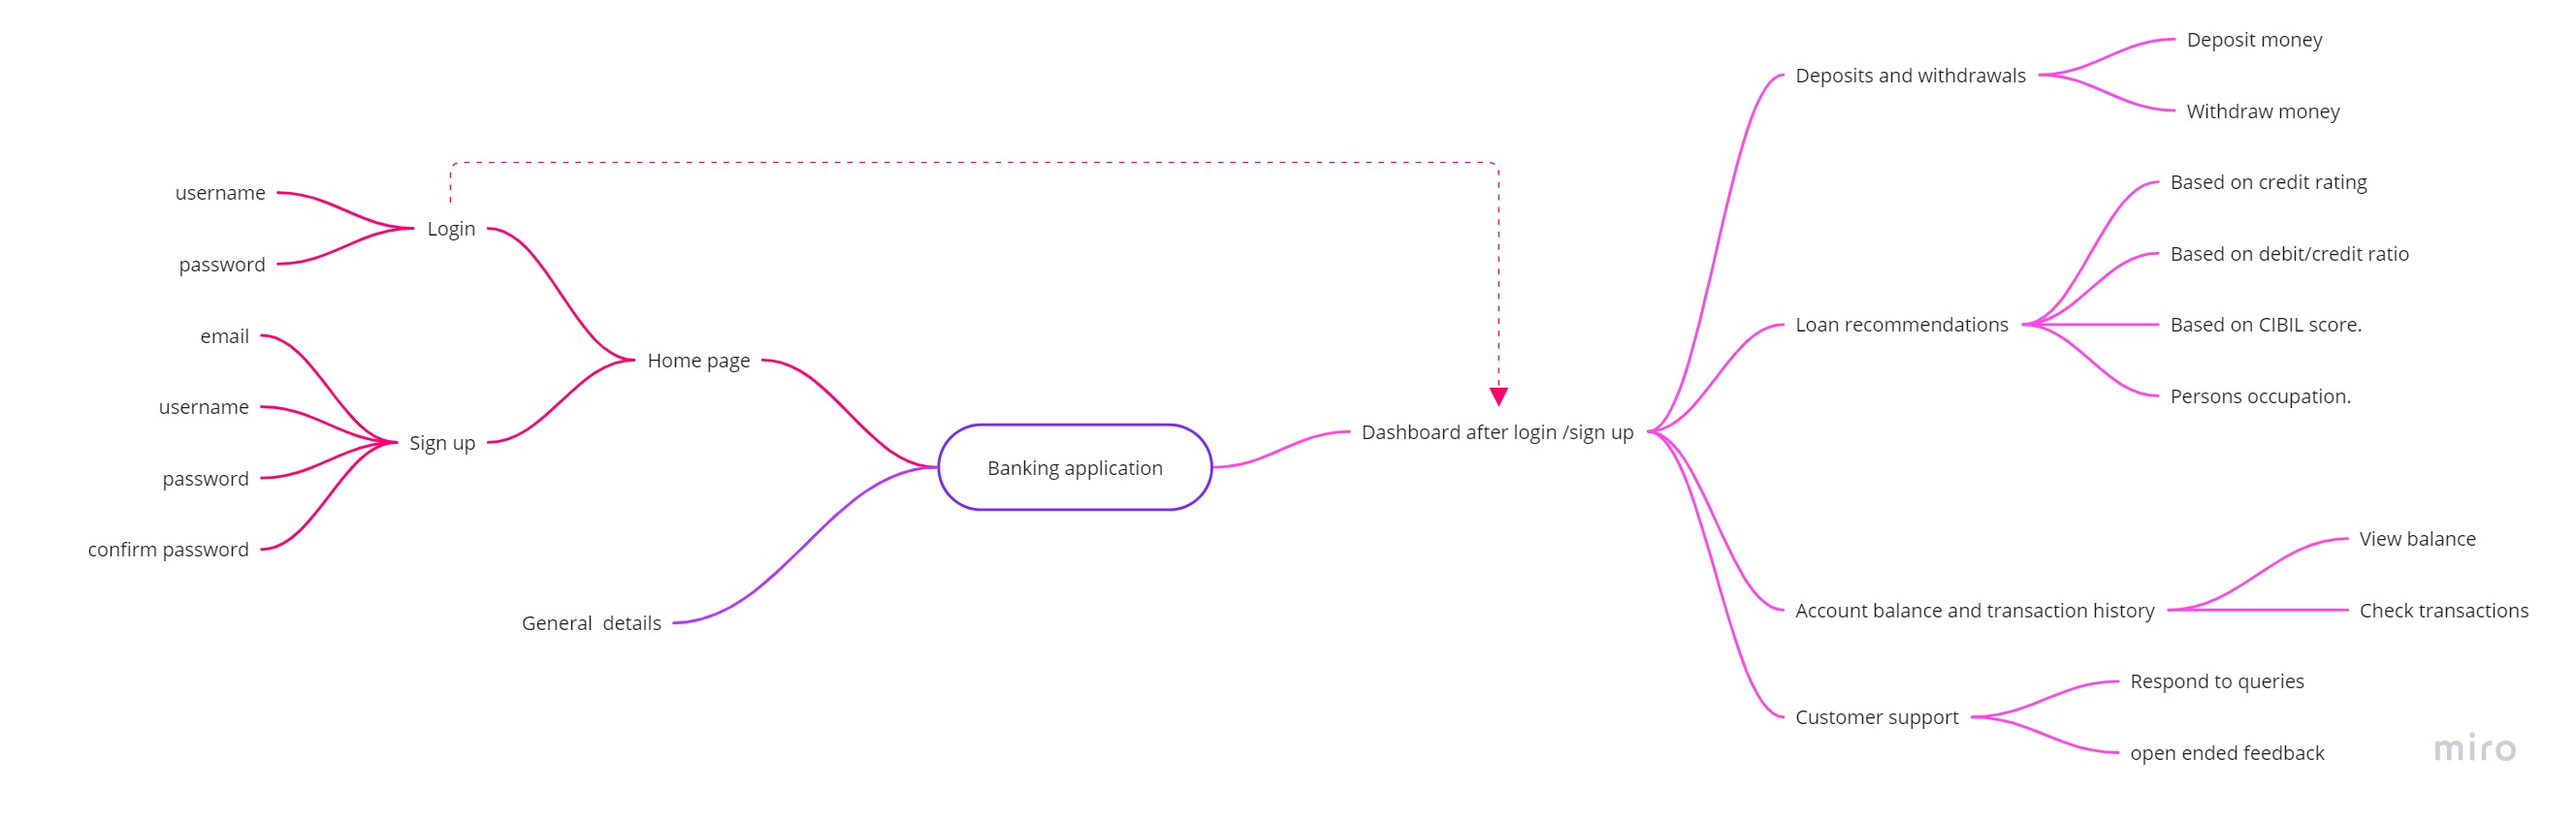 username
password
Login
email
username
password
confirm password
Sign up
Home page
General  details
Banking application
Dashboard after login /sign up
Deposits and withdrawals
Deposit money
Withdraw money
Loan recommendations
Based on credit rating
Based on debit/credit ratio
Based on CIBIL score.
Persons occupation.
Account balance and transaction history
View balance
Check transactions
Customer support
Respond to queries
open ended feedback
miro